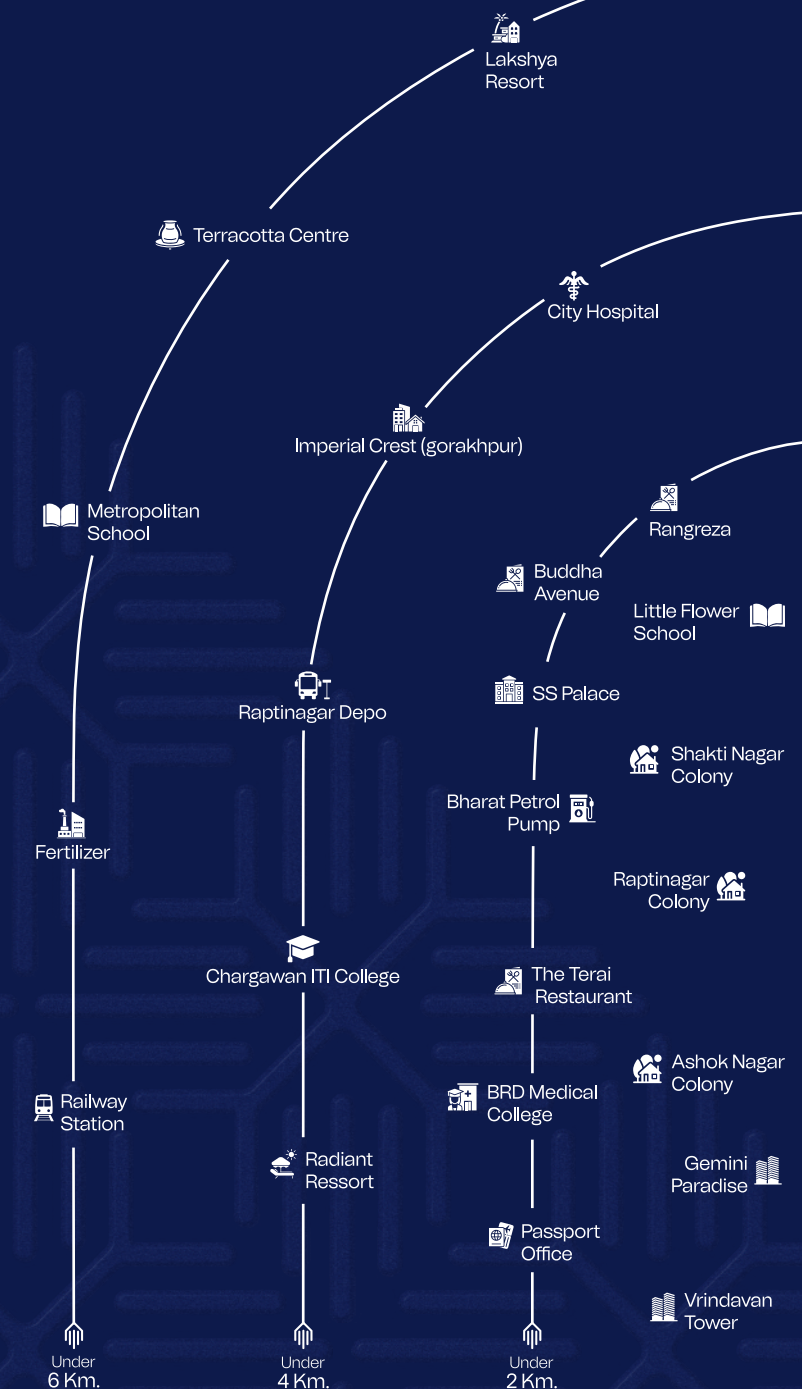 Lakshya
Resort
Terracotta Centre
City Hospital
Imperial Crest (gorakhpur)
Metropolitan
School
Rangreza
Buddha
Avenue
Little Flower
School
SS Palace
Raptinagar Depo
Shakti Nagar
Colony
Bharat Petrol
Pump
Fertilizer
Raptinagar
Colony
Chargawan ITI College
The Terai
Restaurant
Ashok Nagar
Colony
BRD Medical
College
Railway
Station
Radiant
Ressort
Gemini
Paradise
Passport
Office
Vrindavan
Tower
Under
6 Km.
Under
4 Km.
Under
2 Km.